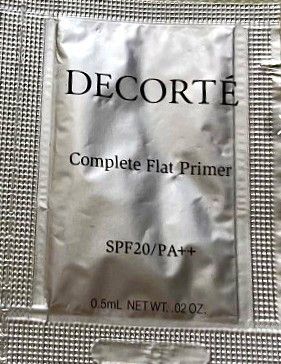 DECORTÉ
Complete Flat Primer
SPF20/PA++
0.5mL NET WT. .02 OZ.